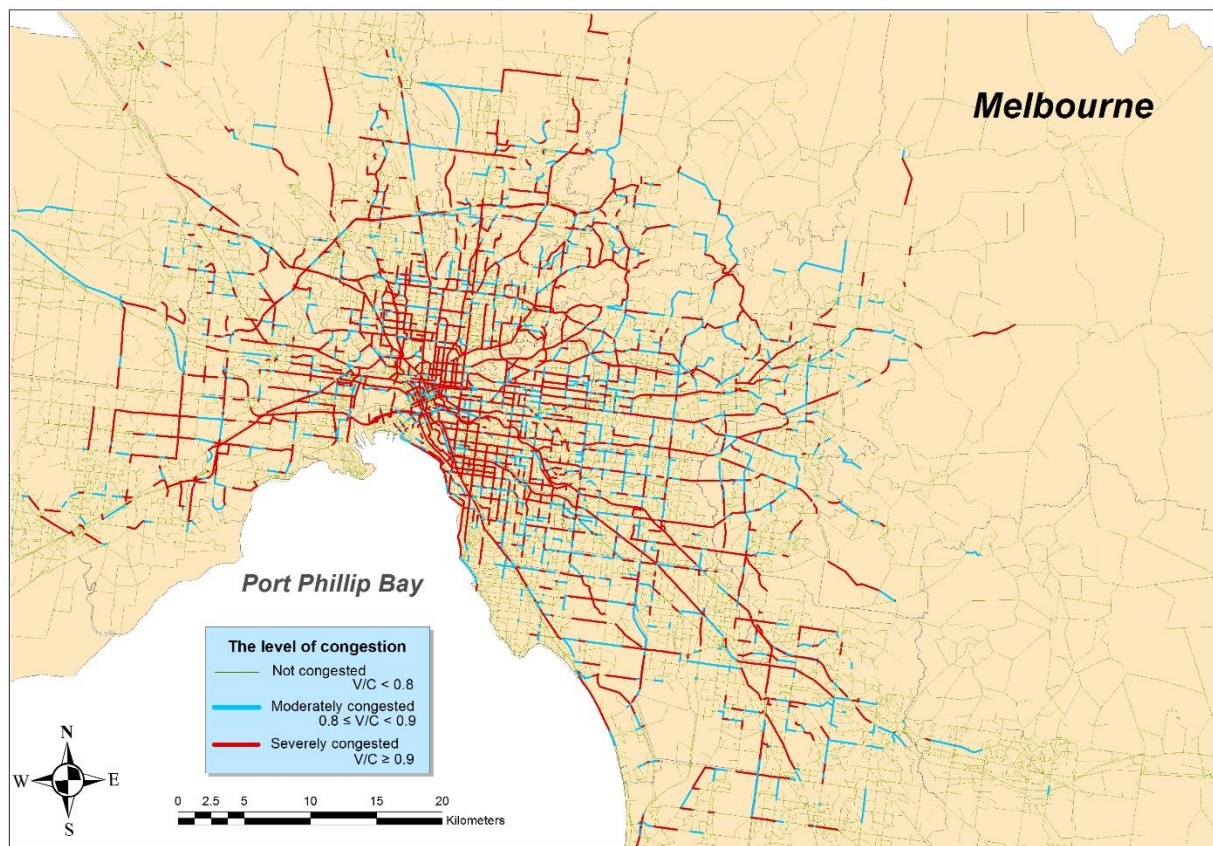 Melbourne
Port Phillip Bay
The level of congestion
Not congested
V/C < 0.8
Moderately congested
0.8 ≤ V/C < 0.9
Severely congested
V/C ≥ 0.9
N
W E
S
0 2.5 5 10 15 20
Kilometers